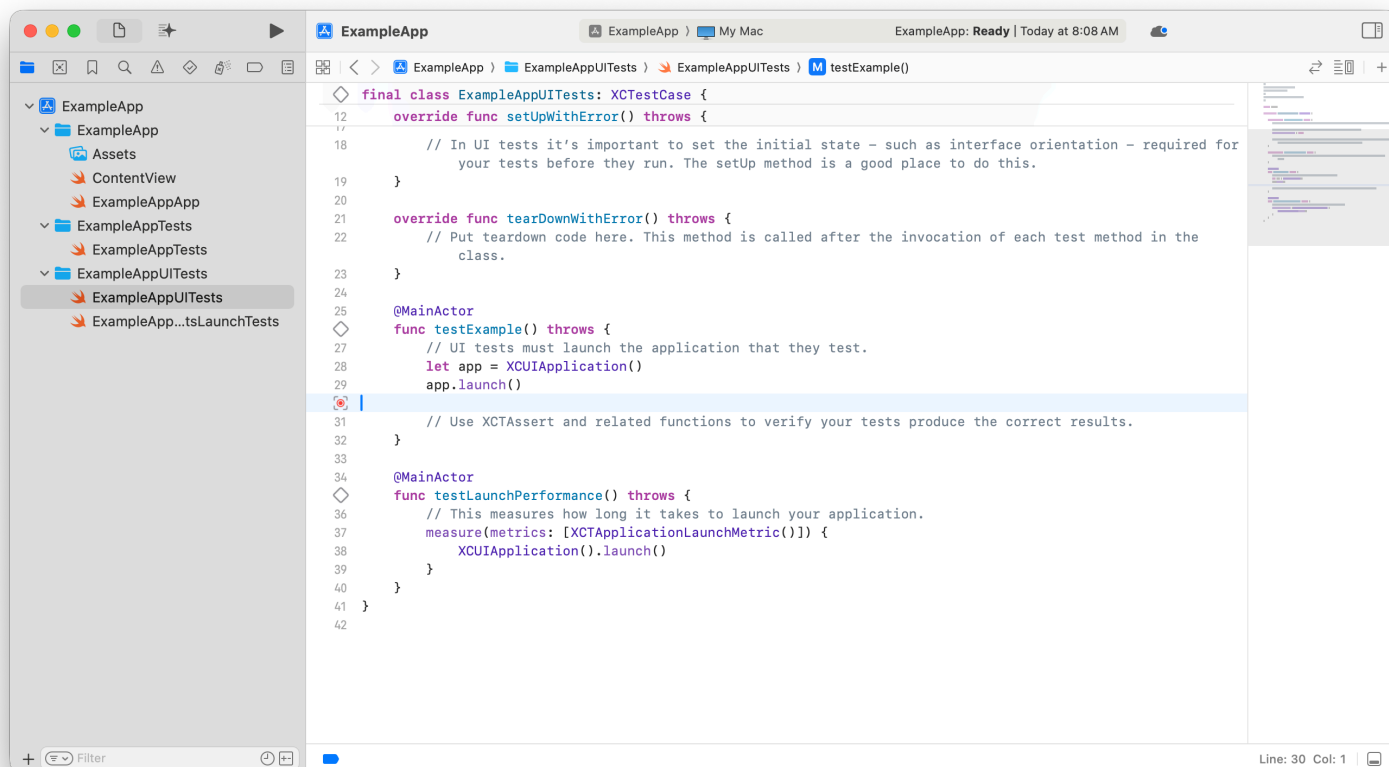 ExampleApp
ExampleApp 〉 My Mac
ExampleApp: Ready | Today at 8:08 AM
ExampleApp 〉 ExampleAppUITests 〉 ExampleAppUITests 〉 M testExample()
ExampleApp
ExampleApp
Assets
ContentView
ExampleAppApp
ExampleAppTests
ExampleAppTests
ExampleAppUITests
ExampleAppUITests
ExampleApp...tsLaunchTests
Filter
final class ExampleAppUITests: XCTestCase {
12 override func setUpWithError() throws {
17
18 // In UI tests it’s important to set the initial state – such as interface orientation – required for
your tests before they run. The setUp method is a good place to do this.
19 }
20
21 override func tearDownWithError() throws {
22 // Put teardown code here. This method is called after the invocation of each test method in the
class.
23 }
24
25 @MainActor
func testExample() throws {
27 // UI tests must launch the application that they test.
28 let app = XCUIApplication()
29 app.launch()
31 // Use XCTAssert and related functions to verify your tests produce the correct results.
32 }
33
34 @MainActor
func testLaunchPerformance() throws {
36 // This measures how long it takes to launch your application.
37 measure(metrics: [XCTApplicationLaunchMetric()]) {
38 XCUIApplication().launch()
39 }
40 }
41 }
42
Line: 30 Col: 1